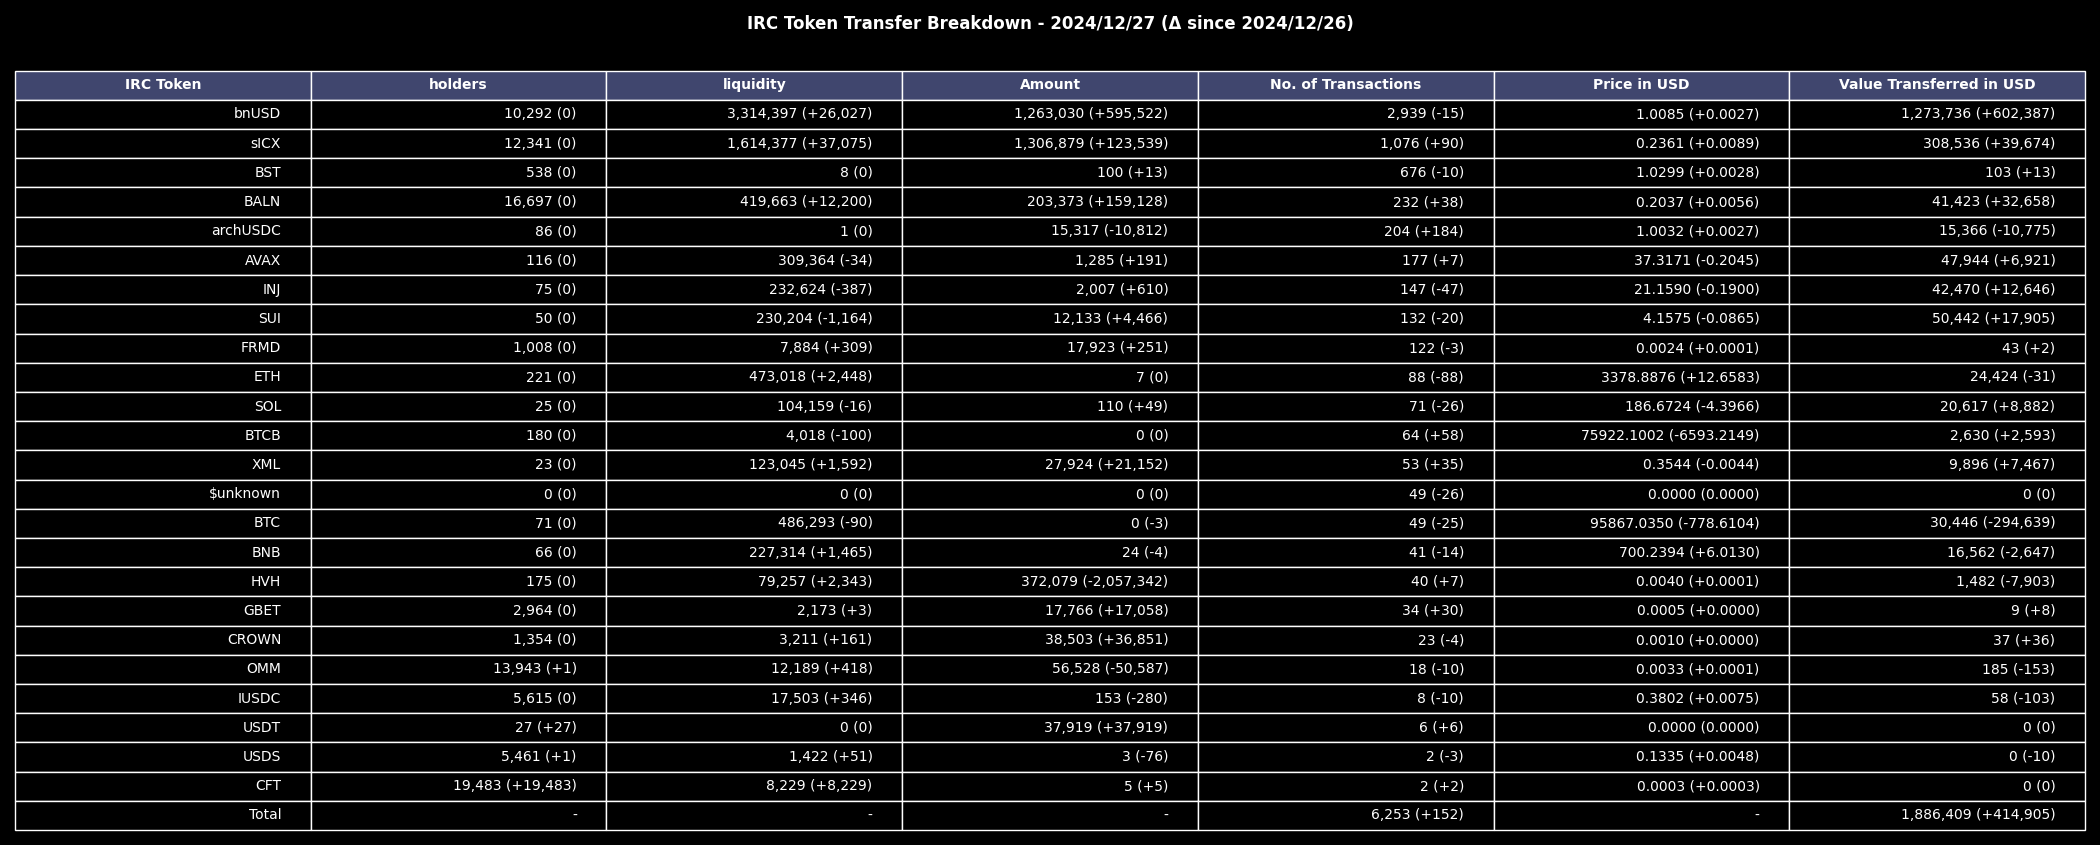 IRC Token Transfer Breakdown - 2024/12/27 (Δ since 2024/12/26)
IRC Token holders liquidity Amount No. of Transactions Price in USD Value Transferred in USD
bnUSD 10,292 (0) 3,314,397 (+26,027) 1,263,030 (+595,522) 2,939 (-15) 1.0085 (+0.0027) 1,273,736 (+602,387)
sICX 12,341 (0) 1,614,377 (+37,075) 1,306,879 (+123,539) 1,076 (+90) 0.2361 (+0.0089) 308,536 (+39,674)
BST 538 (0) 8 (0) 100 (+13) 676 (-10) 1.0299 (+0.0028) 103 (+13)
BALN 16,697 (0) 419,663 (+12,200) 203,373 (+159,128) 232 (+38) 0.2037 (+0.0056) 41,423 (+32,658)
archUSDC 86 (0) 1 (0) 15,317 (-10,812) 204 (+184) 1.0032 (+0.0027) 15,366 (-10,775)
AVAX 116 (0) 309,364 (-34) 1,285 (+191) 177 (+7) 37.3171 (-0.2045) 47,944 (+6,921)
INJ 75 (0) 232,624 (-387) 2,007 (+610) 147 (-47) 21.1590 (-0.1900) 42,470 (+12,646)
SUI 50 (0) 230,204 (-1,164) 12,133 (+4,466) 132 (-20) 4.1575 (-0.0865) 50,442 (+17,905)
FRMD 1,008 (0) 7,884 (+309) 17,923 (+251) 122 (-3) 0.0024 (+0.0001) 43 (+2)
ETH 221 (0) 473,018 (+2,448) 7 (0) 88 (-88) 3378.8876 (+12.6583) 24,424 (-31)
SOL 25 (0) 104,159 (-16) 110 (+49) 71 (-26) 186.6724 (-4.3966) 20,617 (+8,882)
BTCB 180 (0) 4,018 (-100) 0 (0) 64 (+58) 75922.1002 (-6593.2149) 2,630 (+2,593)
XML 23 (0) 123,045 (+1,592) 27,924 (+21,152) 53 (+35) 0.3544 (-0.0044) 9,896 (+7,467)
$unknown 0 (0) 0 (0) 0 (0) 49 (-26) 0.0000 (0.0000) 0 (0)
BTC 71 (0) 486,293 (-90) 0 (-3) 49 (-25) 95867.0350 (-778.6104) 30,446 (-294,639)
BNB 66 (0) 227,314 (+1,465) 24 (-4) 41 (-14) 700.2394 (+6.0130) 16,562 (-2,647)
HVH 175 (0) 79,257 (+2,343) 372,079 (-2,057,342) 40 (+7) 0.0040 (+0.0001) 1,482 (-7,903)
GBET 2,964 (0) 2,173 (+3) 17,766 (+17,058) 34 (+30) 0.0005 (+0.0000) 9 (+8)
CROWN 1,354 (0) 3,211 (+161) 38,503 (+36,851) 23 (-4) 0.0010 (+0.0000) 37 (+36)
OMM 13,943 (+1) 12,189 (+418) 56,528 (-50,587) 18 (-10) 0.0033 (+0.0001) 185 (-153)
IUSDC 5,615 (0) 17,503 (+346) 153 (-280) 8 (-10) 0.3802 (+0.0075) 58 (-103)
USDT 27 (+27) 0 (0) 37,919 (+37,919) 6 (+6) 0.0000 (0.0000) 0 (0)
USDS 5,461 (+1) 1,422 (+51) 3 (-76) 2 (-3) 0.1335 (+0.0048) 0 (-10)
CFT 19,483 (+19,483) 8,229 (+8,229) 5 (+5) 2 (+2) 0.0003 (+0.0003) 0 (0)
Total - - - 6,253 (+152) - 1,886,409 (+414,905)